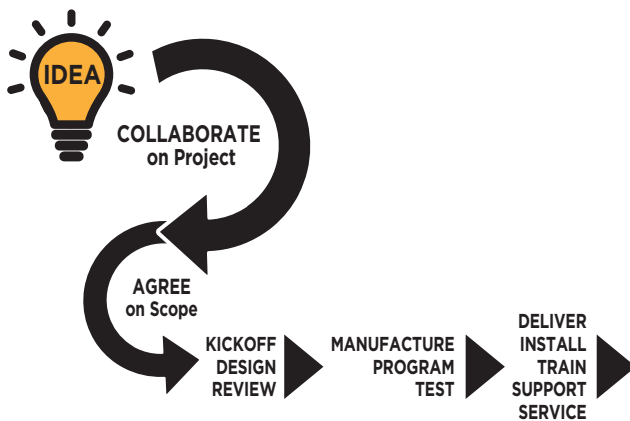 IDEA
COLLABORATE
on Project
AGREE
on Scope
KICKOFF
DESIGN
REVIEW
MANUFACTURE
PROGRAM
TEST
DELIVER
INSTALL
TRAIN
SUPPORT
SERVICE